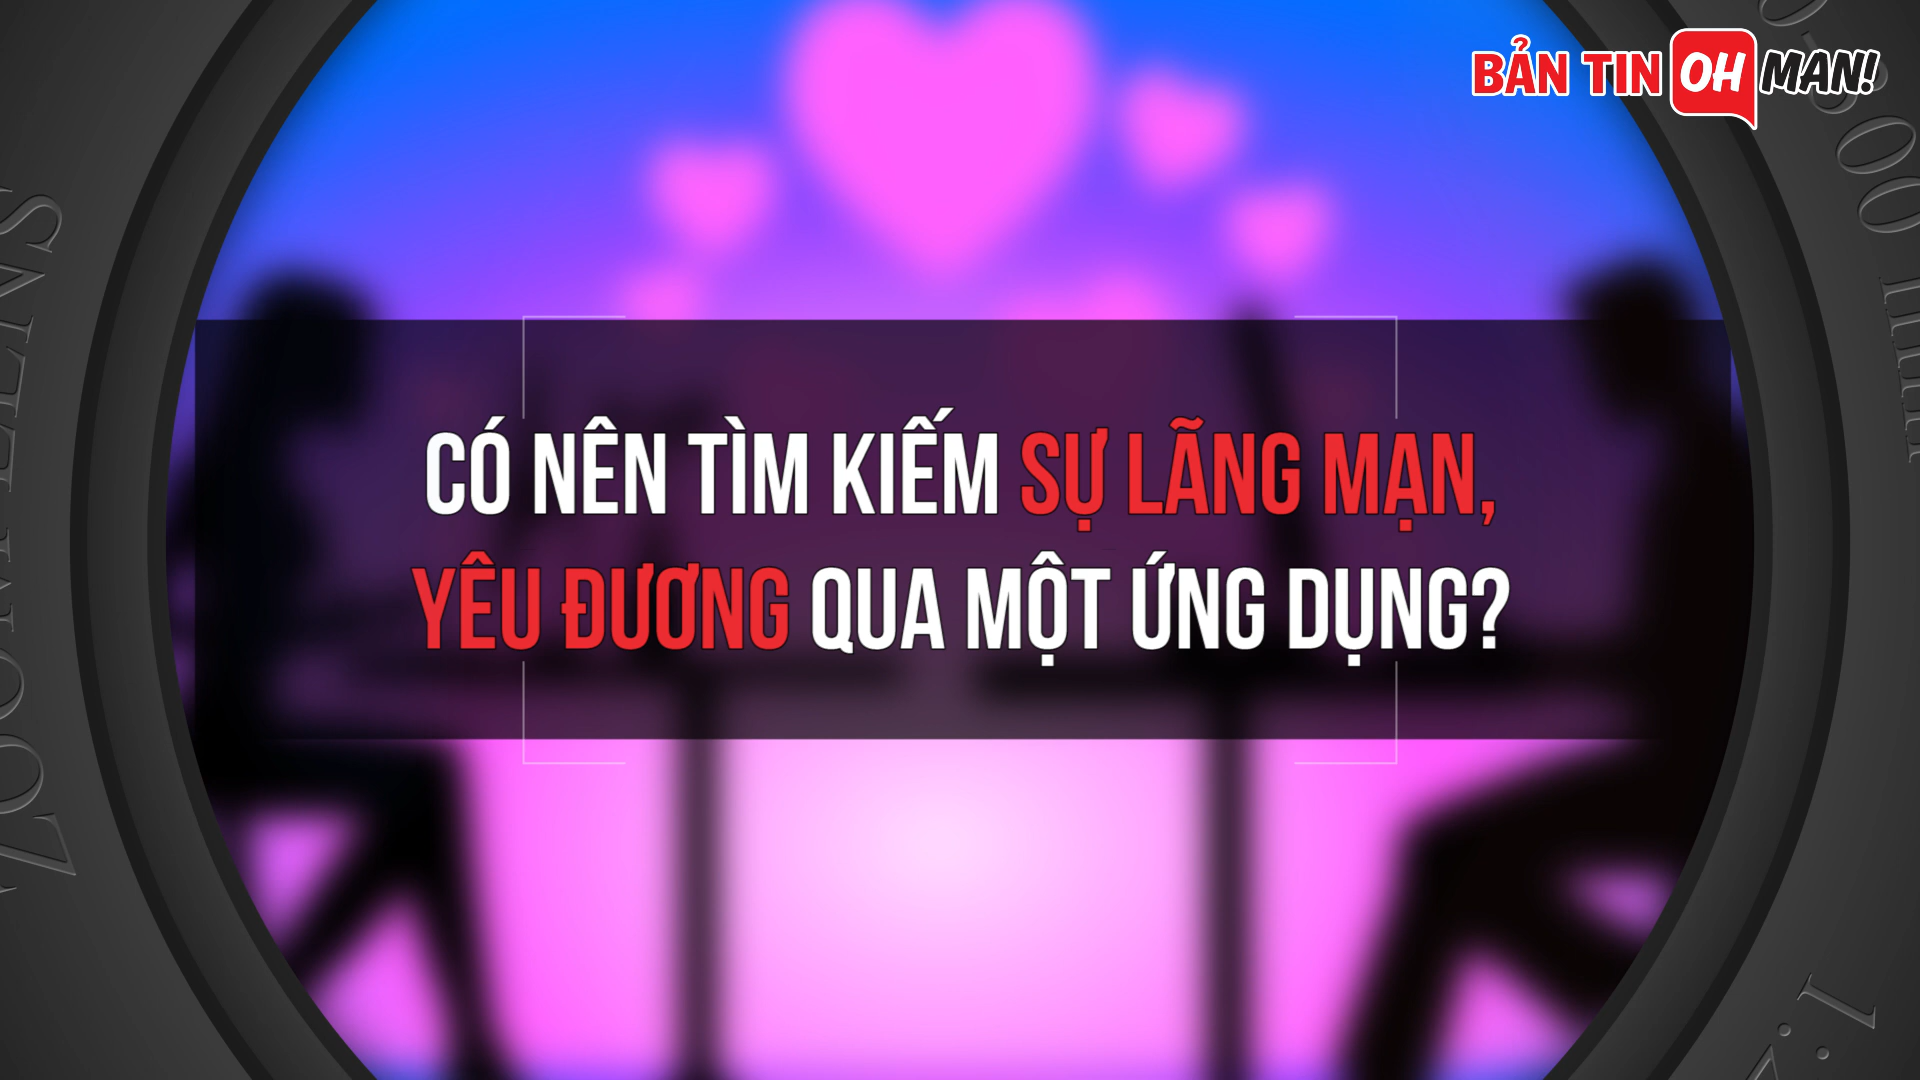 BẢN TIN OH MAN!
CÓ NÊN TÌM KIẾM SỰ LÃNG MẠN,
YÊU ĐƯƠNG QUA MỘT ỨNG DỤNG?